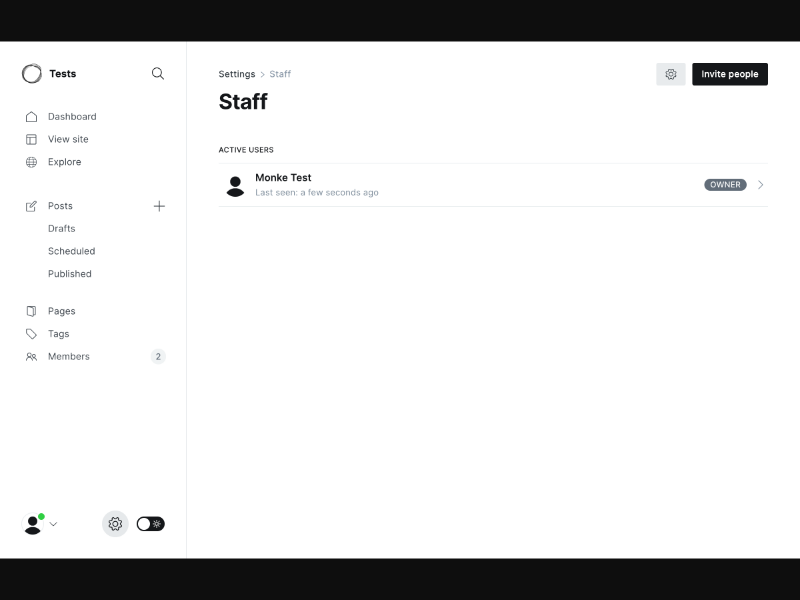 Tests
Dashboard
View site
Explore
Posts
Drafts
Scheduled
Published
Pages
Tags
Members 2
Settings > Staff
Invite people
Staff
ACTIVE USERS
Monke Test
Last seen: a few seconds ago
OWNER